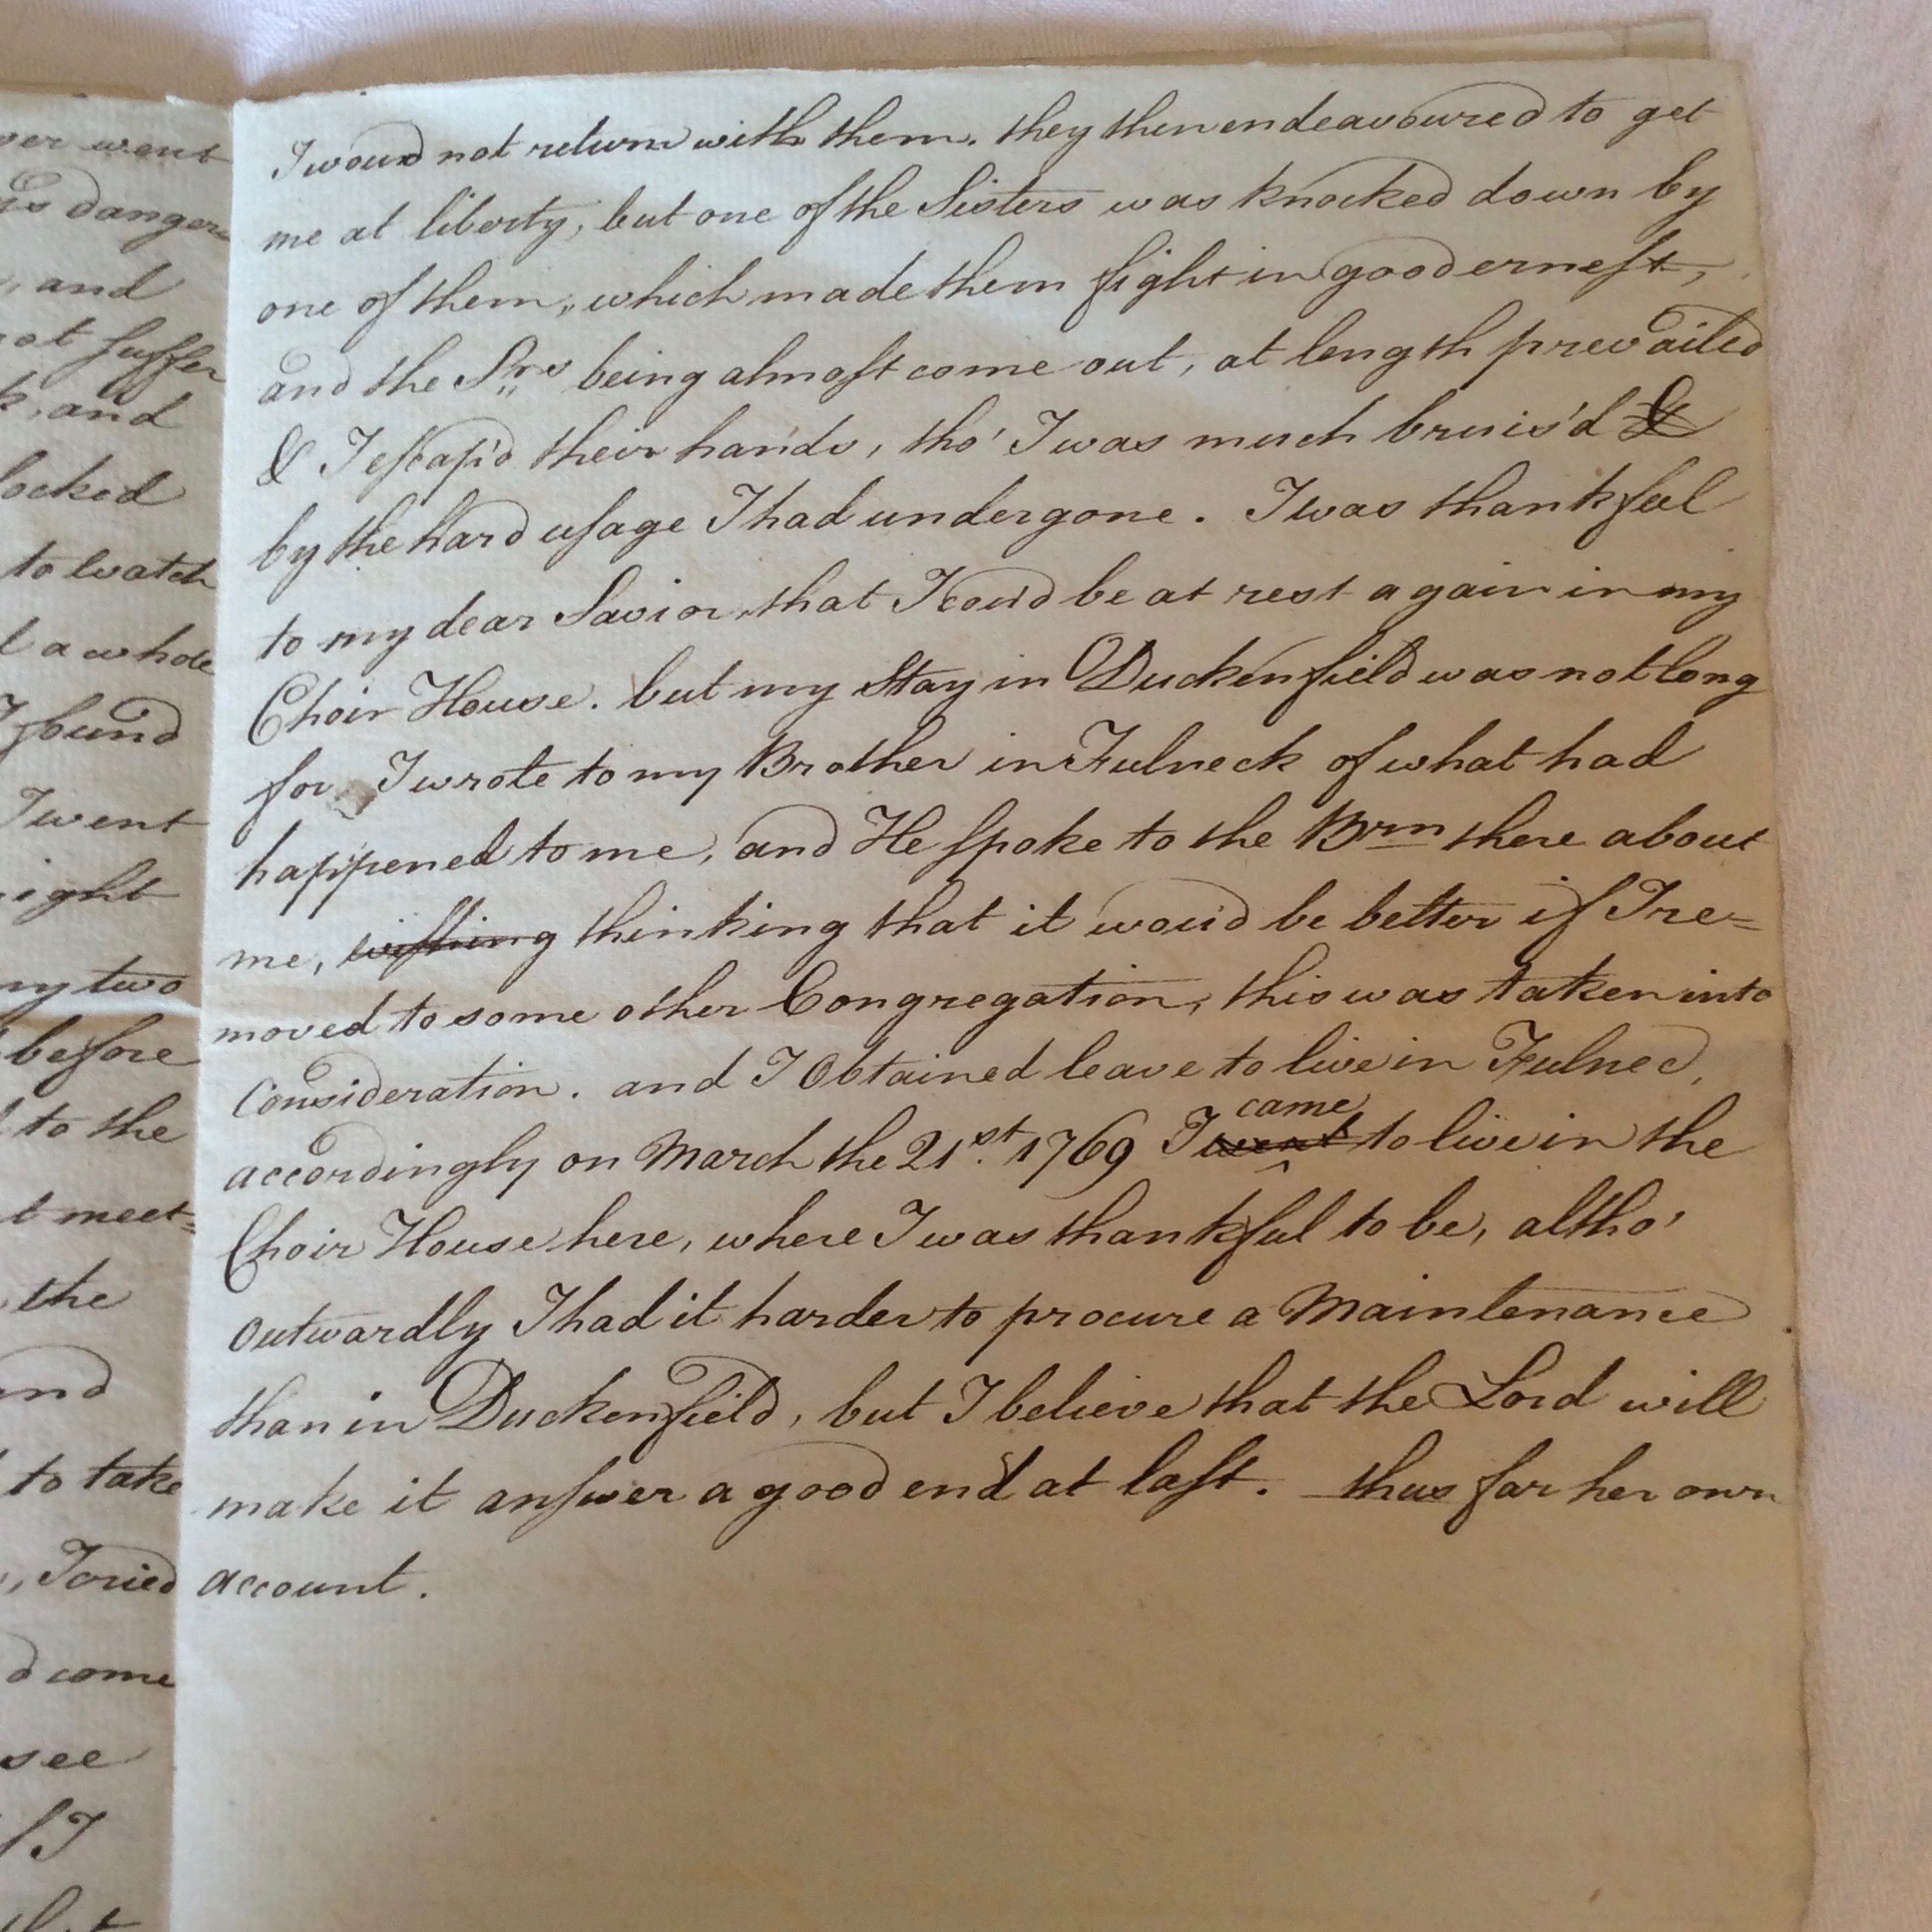 ver went
is danger
, and
ot suffer
k, and
locked
to watch
l a whole
I found
I went
night
my two
before
to the
t meet=
the
and
to take
, I cried
d come
see
if I
I wou'd not return with them. they then endeavoured to get
me at liberty, but one of the Sisters was knocked down by
one of them, which made them fight in good ernest,
and the Srs being almost come out, at length prevailed
& I escap'd their hands, tho' I was much bruis'd &
by the hard usage I had undergone. I was thankful
to my dear Savior, that I cou'd be at rest again in my
Choir House. but my Stay in Duckenfield was not long
for I wrote to my Brother in Fulneck of what had
happened to me, and He spoke to the Brn there about
me, wishing thinking that it wou'd be better if I re=
moved to some other Congregation, this was taken into
Consideration. and I Obtained leave to live in Fulnec,
accordingly on March the 21st. 1769 I went came to live in the
Choir House here, where I was thankful to be, altho'
Outwardly I had it harder to procure a Maintenance
than in Duckenfield, but I believe that the Lord will
make it answer a good end at last. thus far her own
account.